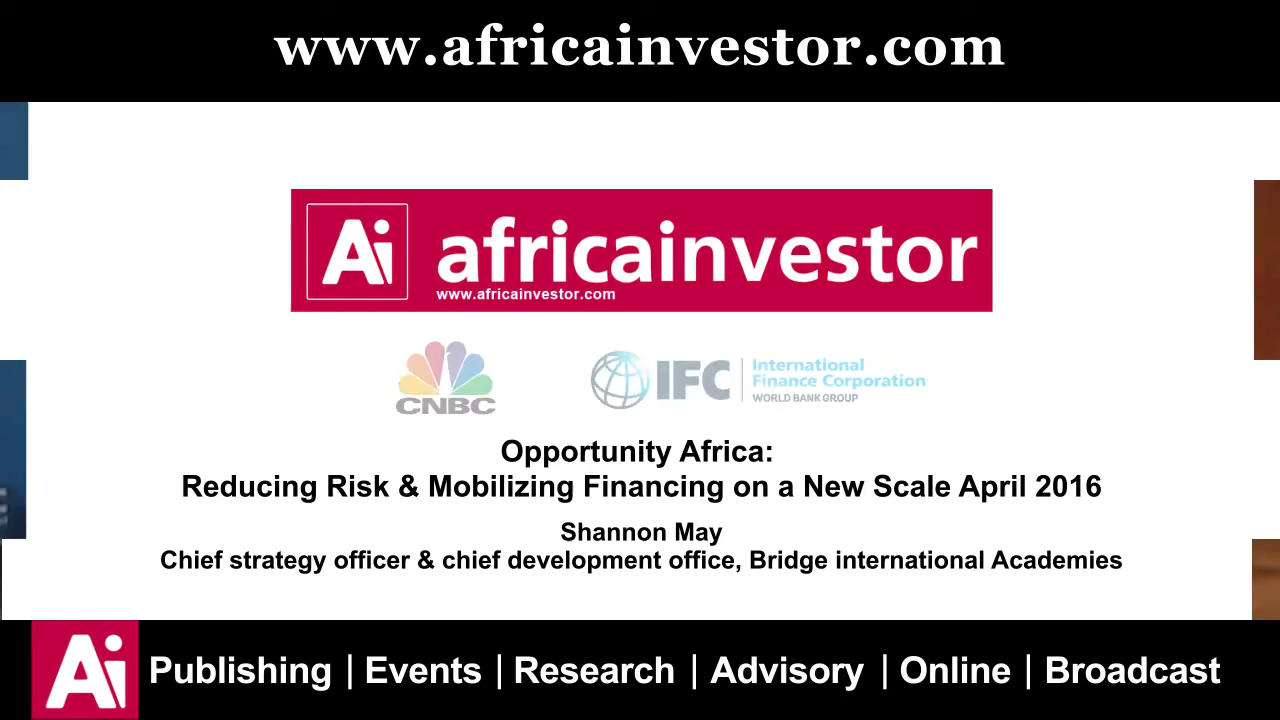 www.africainvestor.com
Ai africainvestor
www.africainvestor.com
CNBC
IFC International
Finance Corporation
WORLD BANK GROUP
Opportunity Africa:
Reducing Risk & Mobilizing Financing on a New Scale April 2016
Shannon May
Chief strategy officer & chief development office, Bridge international Academies
Ai Publishing | Events | Research | Advisory | Online | Broadcast